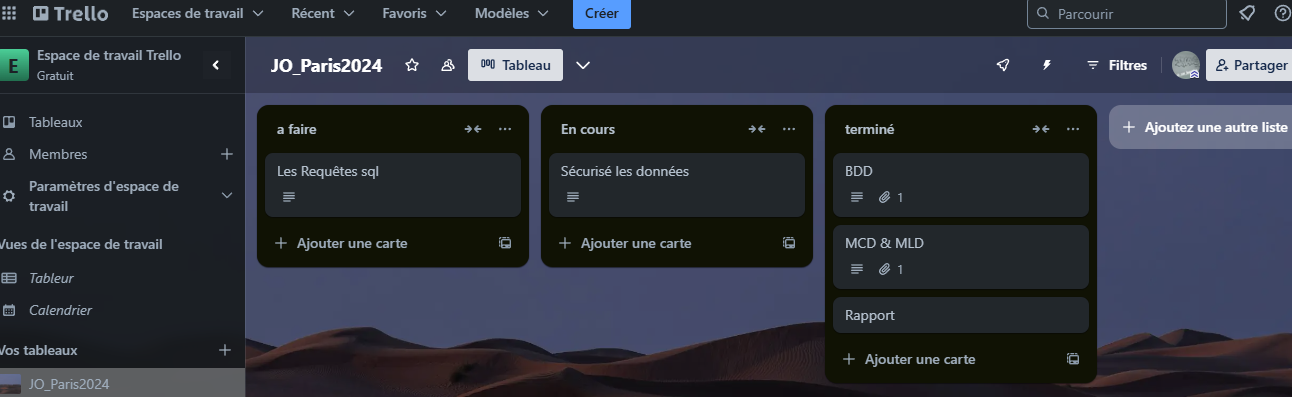 Trello Espaces de travail Récent Favoris Modèles Créer Parcourir
E Espace de travail Trello
Gratuit
JO_Paris2024 Tableau Filtres Partager
Tableaux
Membres
Paramètres d'espace de
travail
Vues de l'espace de travail
Tableur
Calendrier
Vos tableaux
JO_Paris2024
a faire
Les Requêtes sql
Ajouter une carte
En cours
Sécurisé les données
Ajouter une carte
terminé
BDD
1
MCD & MLD
1
Rapport
Ajouter une carte
Ajoutez une autre liste